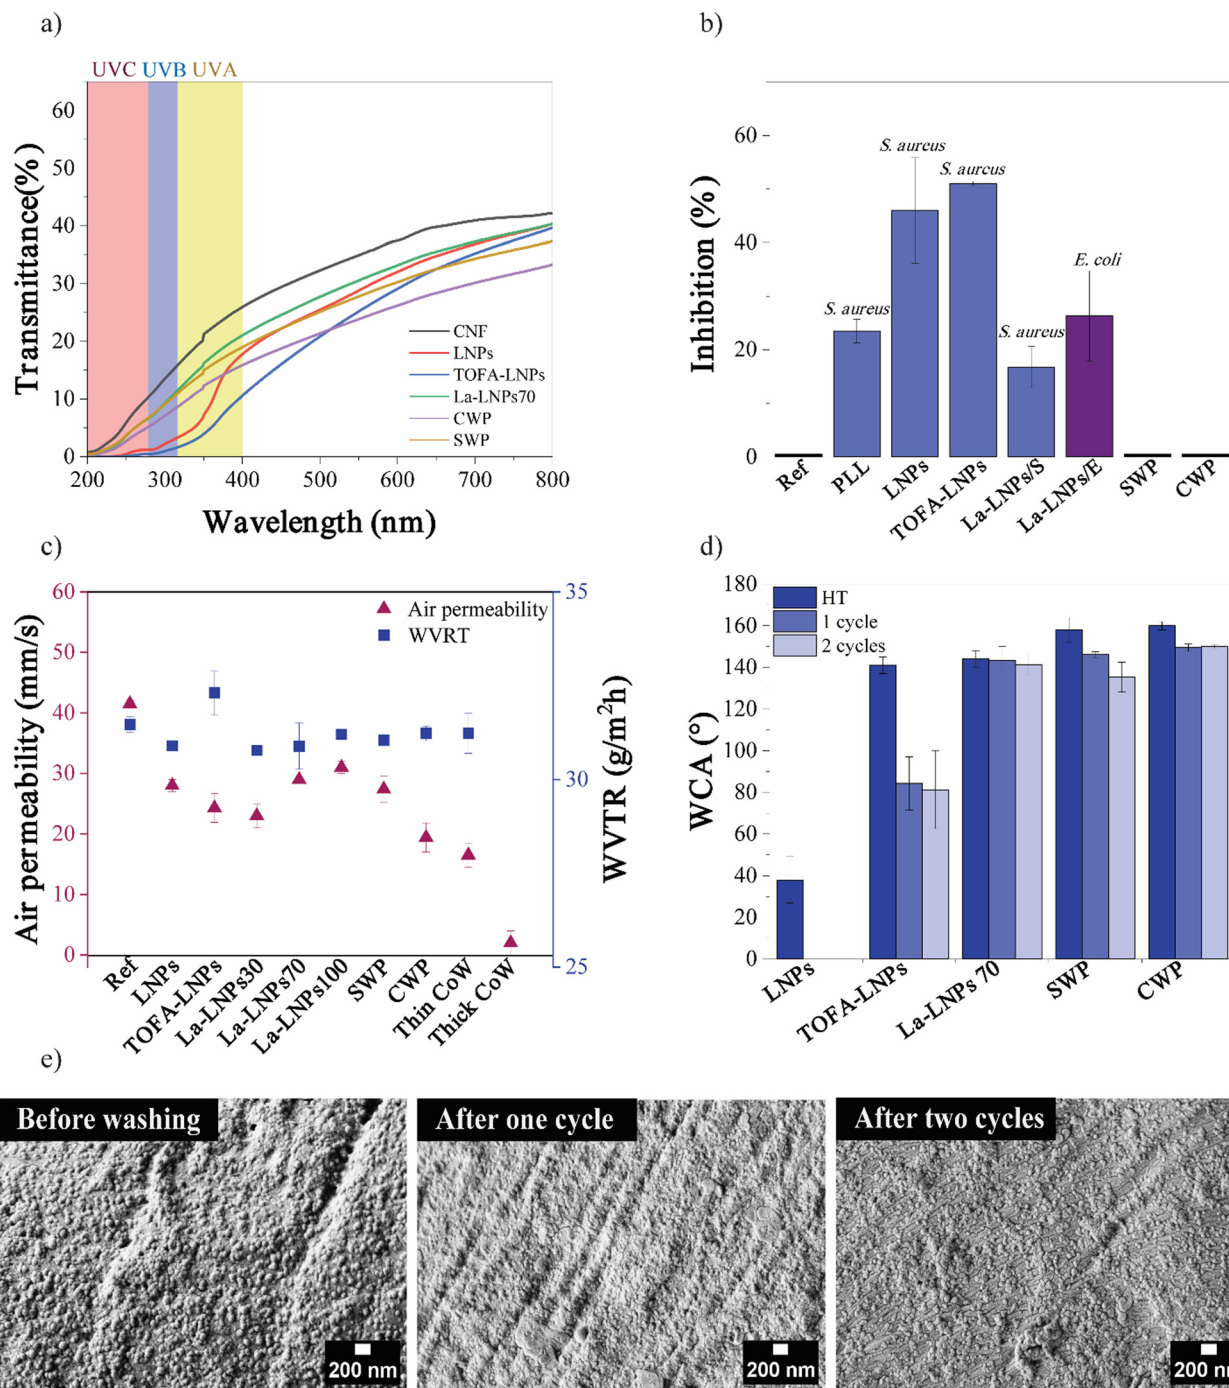 a)
UVC UVB UVA
Transmittance(%)
60
50
40
30
20
10
0
200 300 400 500 600 700 800
Wavelength (nm)
CNF
LNPs
TOFA-LNPs
La-LNPs70
CWP
SWP
b)
Inhibition (%)
60
40
20
0
S. aureus
S. aureus
S. aurcus
S. aureus
E. coli
Ref PLL LNPs TOFA-LNPs La-LNPs/S La-LNPs/E SWP CWP
c)
Air permeability (mm/s)
60
50
40
30
20
10
0
Air permeability
WVRT
35
30
25
WVTR (g/m²h)
Ref LNPs TOFA-LNPs La-LNPs30 La-LNPs70 La-LNPs100 SWP CWP Thin CoW Thick CoW
d)
WCA (°)
180
160
140
120
100
80
60
40
20
0
HT
1 cycle
2 cycles
LNPs TOFA-LNPs La-LNPs 70 SWP CWP
e)
Before washing
200 nm
After one cycle
200 nm
After two cycles
200 nm